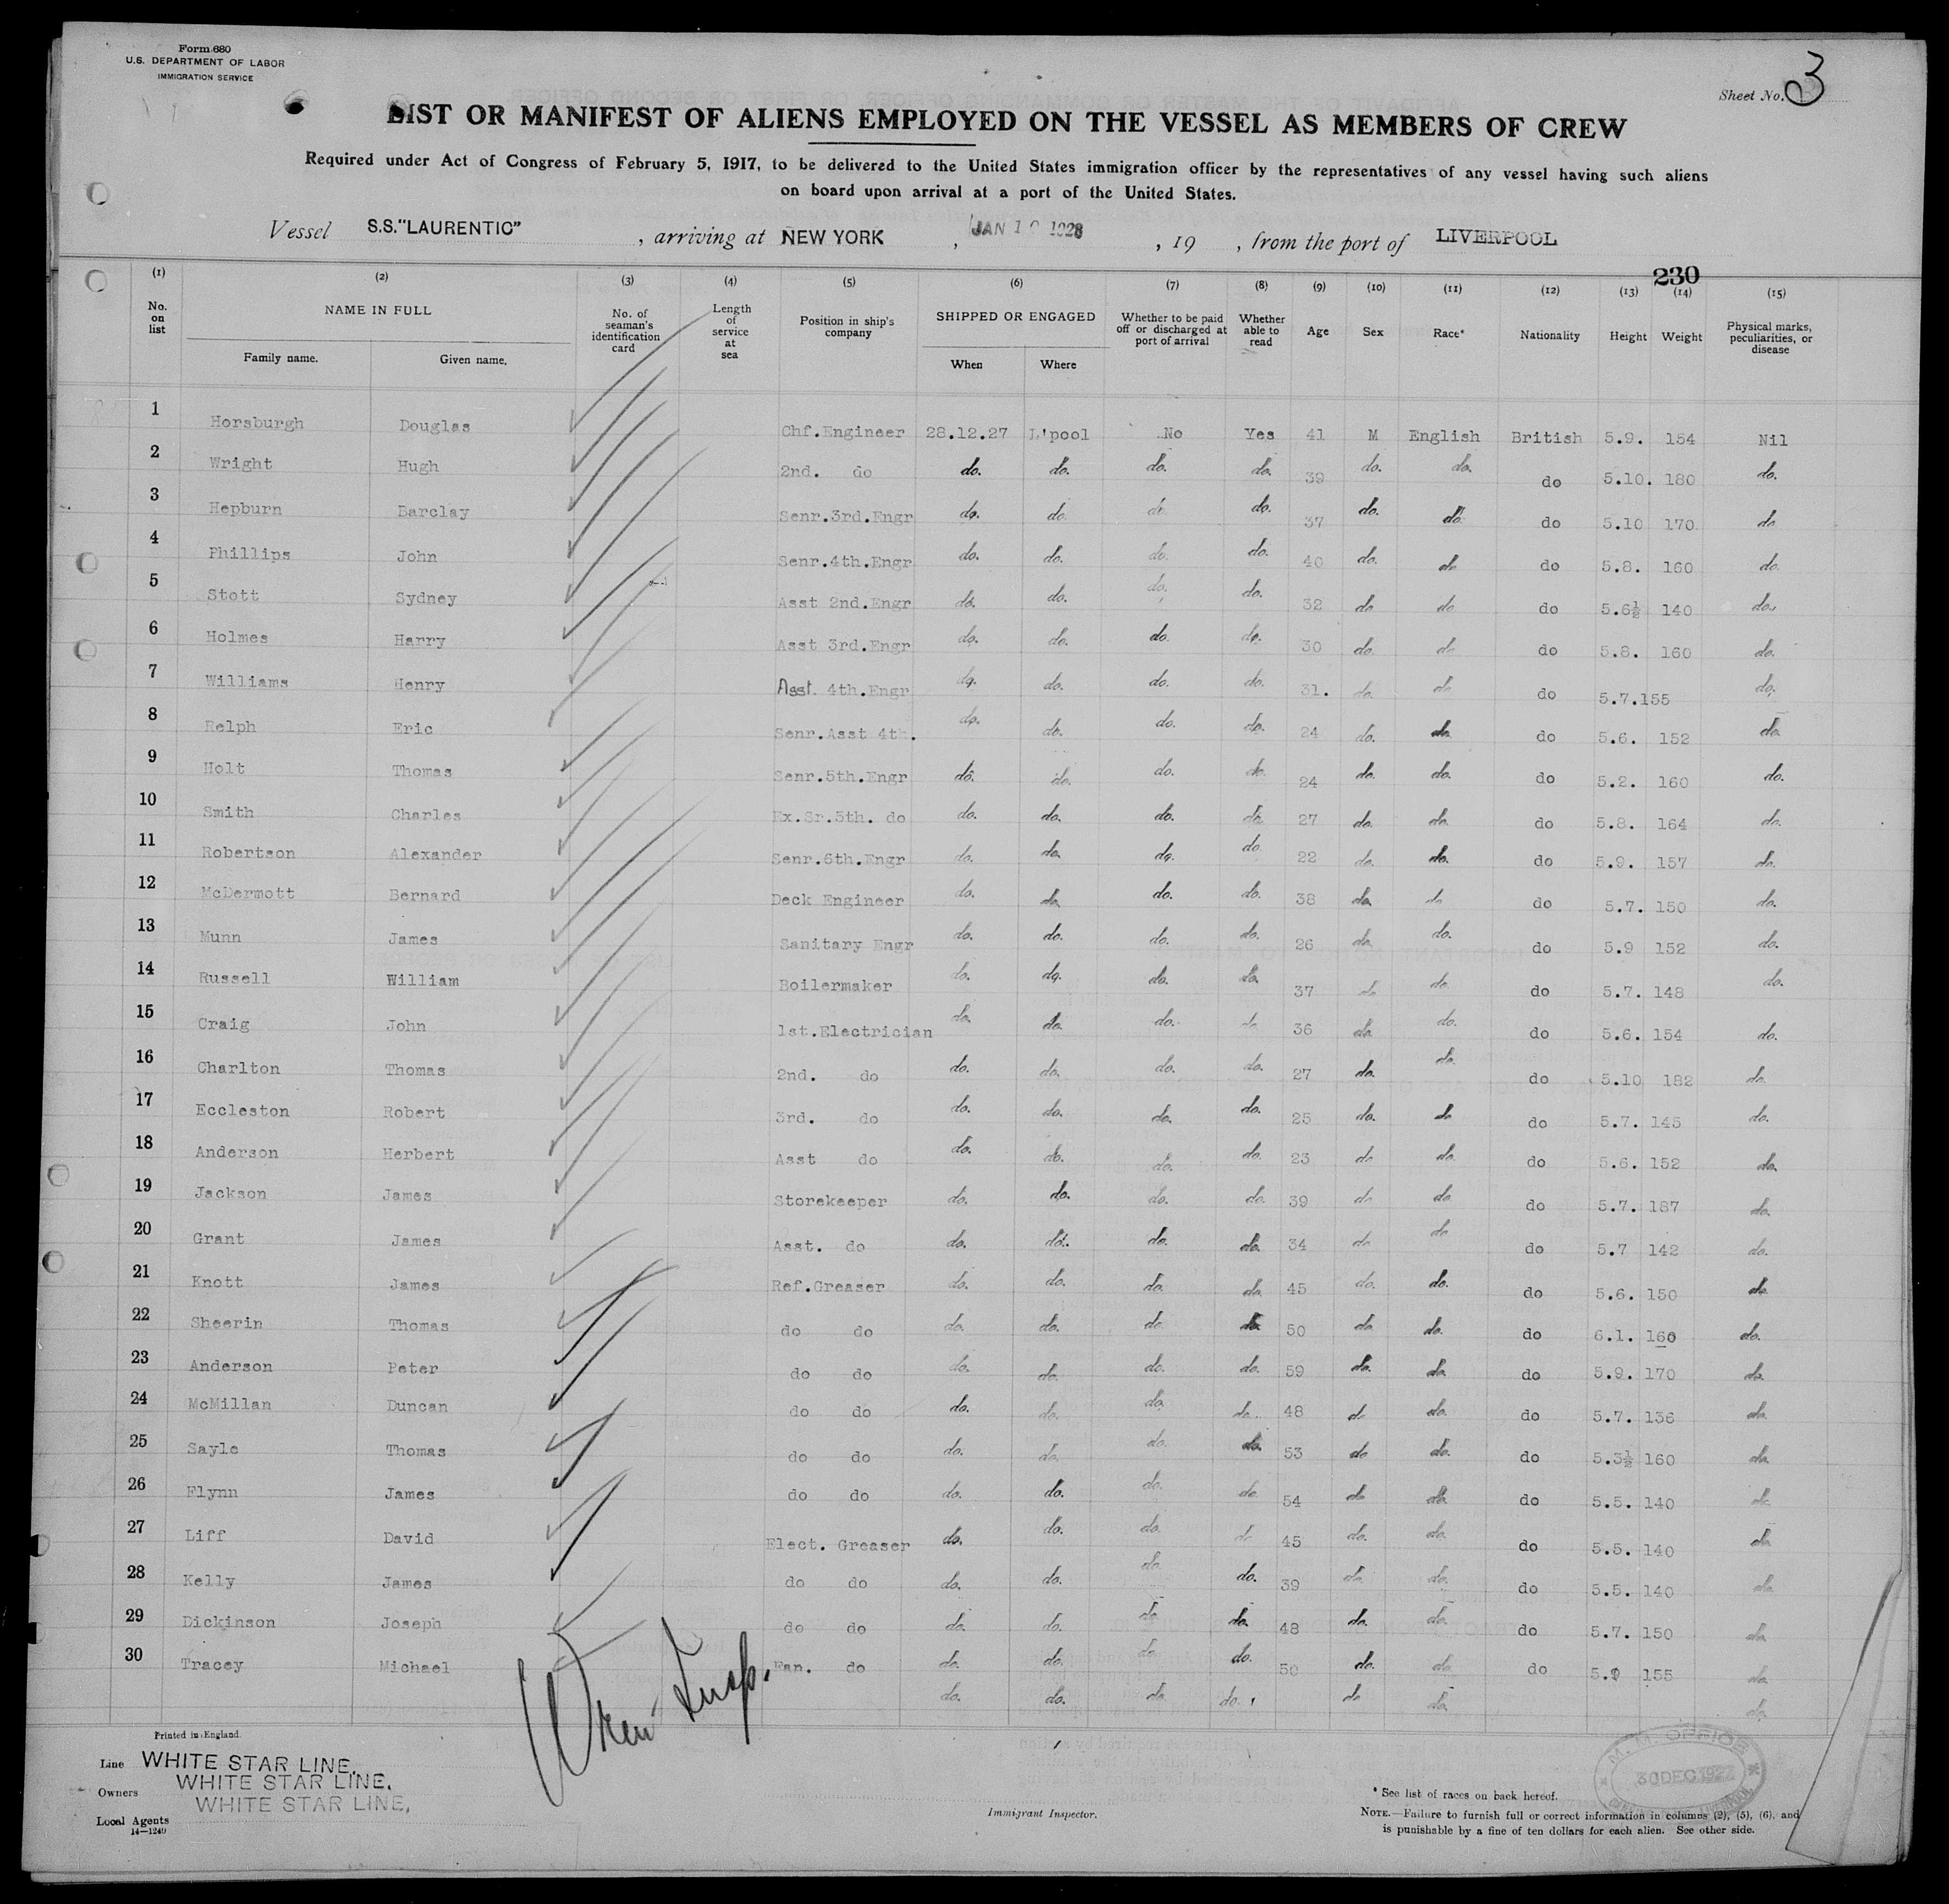 Form 680
U.S. DEPARTMENT OF LABOR
IMMIGRATION SERVICE
Sheet No. 3
LIST OR MANIFEST OF ALIENS EMPLOYED ON THE VESSEL AS MEMBERS OF CREW
Required under Act of Congress of February 5, 1917, to be delivered to the United States immigration officer by the representatives of any vessel having such aliens
on board upon arrival at a port of the United States.
Vessel S.S."LAURENTIC" , arriving at NEW YORK , JAN 10 1928 , 19 , from the port of LIVERPOOL
230
(1) (2) (3) (4) (5) (6) (7) (8) (9) (10) (11) (12) (13) (14) (15)
No. on list NAME IN FULL Family name. Given name. No. of seaman's identification card Length of service at sea Position in ship's company SHIPPED OR ENGAGED When Where Whether to be paid off or discharged at port of arrival Whether able to read Age Sex Race* Nationality Height Weight Physical marks, peculiarities, or disease
1 Horsburgh Douglas Chf.Engineer 28.12.27 L'pool No Yes 41 M English British 5.9. 154 Nil
2 Wright Hugh 2nd. do do. do. do. do. 39 do. do. do 5.10. 180 do.
3 Hepburn Barclay Senr.3rd.Engr do. do. do. do. 37 do. do. do 5.10 170 do
4 Phillips John Senr.4th.Engr do. do. do. do. 40 do. do do 5.8. 160 do.
5 Stott Sydney Asst 2nd.Engr do. do. do. do. 32 do do do 5.6½ 140 do.
6 Holmes Harry Asst 3rd.Engr do. do. do. do. 30 do. do do 5.8. 160 do.
7 Williams Henry Asst. 4th.Engr do. do. do. do. 31. do. do do 5.7.155 do.
8 Relph Eric Senr.Asst 4th. do. do. do. do. 24 do. do. do 5.6. 152 do.
9 Holt Thomas Senr.5th.Engr do. do. do. do. 24 do. do. do 5.2. 160 do.
10 Smith Charles Ex.Sr.5th. do do. do. do. do. 27 do. do. do 5.8. 164 do.
11 Robertson Alexander Senr.6th.Engr do. do. do. do. 22 do. do. do 5.9. 157 do.
12 McDermott Bernard Deck Engineer do. do. do. do. 38 do. do do 5.7. 150 do.
13 Munn James Sanitary Engr do. do. do. do. 26 do. do. do 5.9 152 do.
14 Russell William Boilermaker do. do. do. do. 37 do do do 5.7. 148 do.
15 Craig John 1st.Electrician do. do. do. do 36 do. do. do 5.6. 154 do.
16 Charlton Thomas 2nd. do do. do. do. do. 27 do. do. do 5.10 182 do.
17 Eccleston Robert 3rd. do do. do. do. do. 25 do. do do 5.7. 145 do.
18 Anderson Herbert Asst do do. do. do. do. 23 do do. do 5.6. 152 do.
19 Jackson James Storekeeper do. do. do. do. 39 do do do 5.7. 187 do.
20 Grant James Asst. do do. do. do. do. 34 do do do 5.7 142 do.
21 Knott James Ref.Greaser do. do. do. do. 45 do. do. do 5.6. 150 do.
22 Sheerin Thomas do do do. do. do. do. 50 do. do. do 6.1. 160 do.
23 Anderson Peter do do do. do. do. do. 59 do. do. do 5.9. 170 do.
24 McMillan Duncan do do do. do. do. do. 48 do do. do 5.7. 136 do.
25 Sayle Thomas do do do. do. do. do. 53 do do. do 5.3½ 160 do.
26 Flynn James do do do. do. do. do. 54 do do. do 5.5. 140 do.
27 Liff David Elect. Greaser do. do. do. do 45 do. do. do 5.5. 140 do.
28 Kelly James do do do. do. do. do. 39 do. do. do 5.5. 140 do.
29 Dickinson Joseph do do do. do. do. do. 48 do. do. do 5.7. 150 do.
30 Tracey Michael Fan. do do. do. do. do. 50 do. do. do 5.9 155 do.
do. do. do. do. do do. do.
Insp.
Printed in England.
Line WHITE STAR LINE.
Owners WHITE STAR LINE.
Local Agents WHITE STAR LINE.
14—1240
Immigrant Inspector.
M. M. OFFICE
30 DEC 1927
* See list of races on back hereof.
NOTE.—Failure to furnish full or correct information in columns (2), (5), (6), and
is punishable by a fine of ten dollars for each alien. See other side.